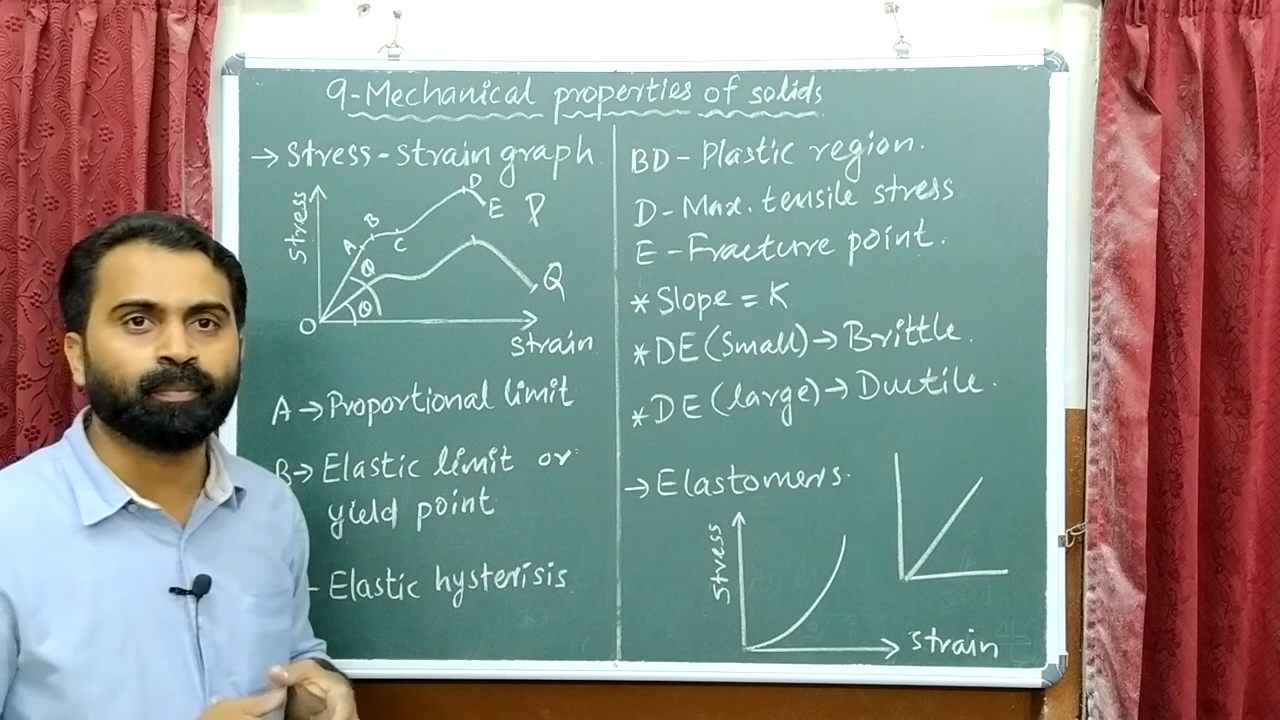 9-Mechanical properties of solids
→ Stress-strain graph
Stress
A
B
C
D
E
P
Q
θ
θ
O
strain
A → Proportional limit
B → Elastic limit or
yield point
- Elastic hysterisis
BD - Plastic region.
D - Max. tensile stress
E - Fracture point.
* Slope = K
* DE (small) → Brittle.
* DE (large) → Ductile.
→ Elastomers.
Stress
strain